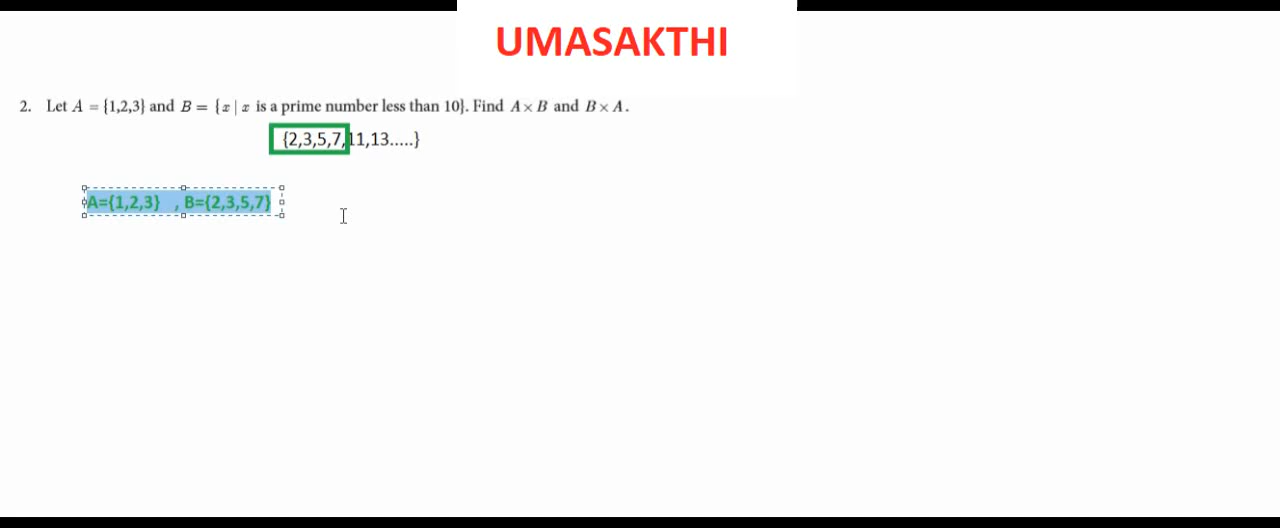 UMASAKTHI
2. Let A = {1,2,3} and B = {x | x is a prime number less than 10}. Find A × B and B × A.
{2,3,5,7,11,13.....}
A={1,2,3} , B={2,3,5,7}